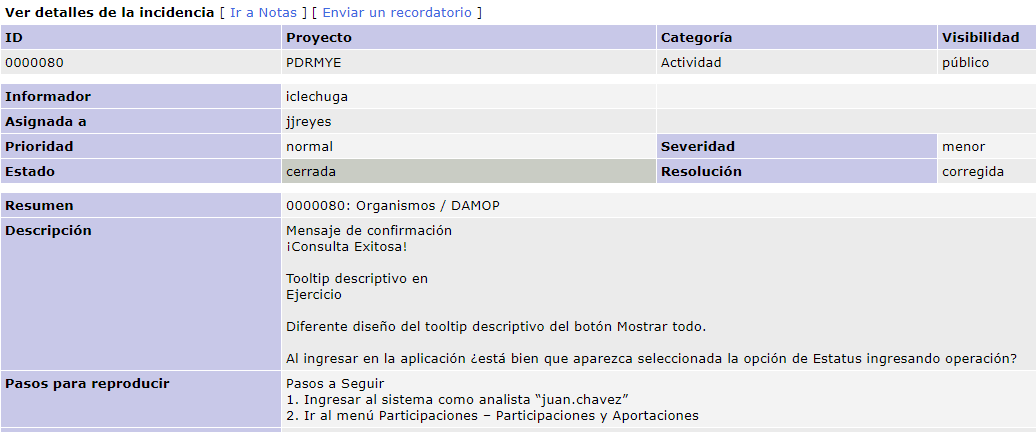 Ver detalles de la incidencia [ Ir a Notas ] [ Enviar un recordatorio ]
ID Proyecto Categoría Visibilidad
0000080 PDRMYE Actividad público
Informador iclechuga
Asignada a jjreyes
Prioridad normal Severidad menor
Estado cerrada Resolución corregida
Resumen 0000080: Organismos / DAMOP
Descripción Mensaje de confirmación
¡Consulta Exitosa!
Tooltip descriptivo en
Ejercicio
Diferente diseño del tooltip descriptivo del botón Mostrar todo.
Al ingresar en la aplicación ¿está bien que aparezca seleccionada la opción de Estatus ingresando operación?
Pasos para reproducir Pasos a Seguir
1. Ingresar al sistema como analista “juan.chavez”
2. Ir al menú Participaciones – Participaciones y Aportaciones